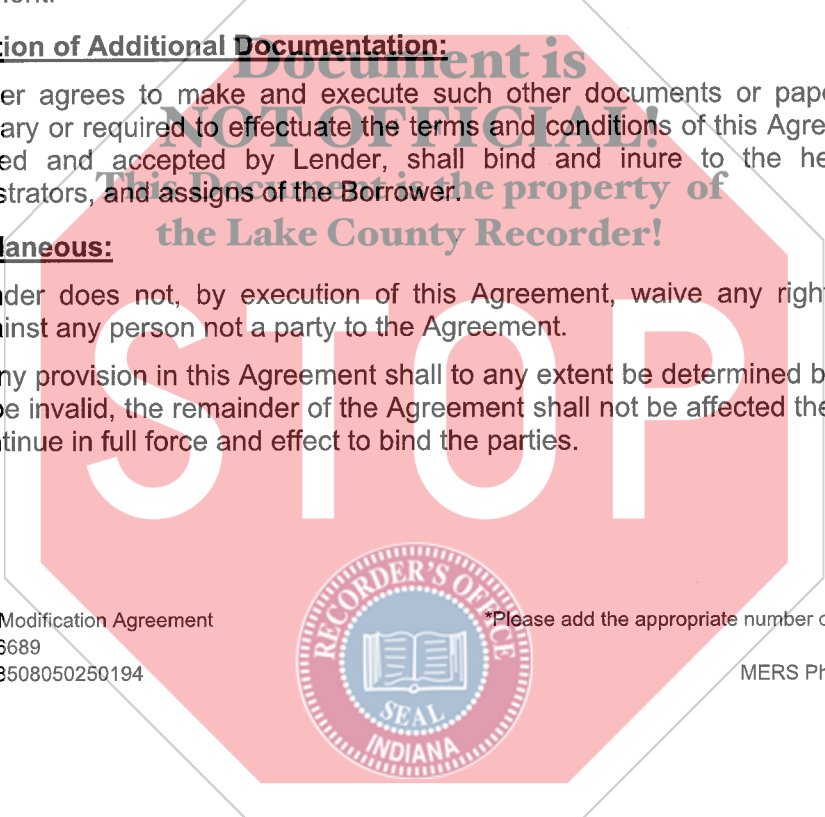 ion of Additional Documentation:
Document is
er agrees to make and execute such other documents or pap
NOT OFFICIAL!
ary or required to effectuate the terms and conditions of this Agre
ed and accepted by Lender, shall bind and inure to the he
This Document is the property of
strators, and assigns of the Borrower.
the Lake County Recorder!
laneous:
der does not, by execution of this Agreement, waive any right
inst any person not a party to the Agreement.
STOP
ny provision in this Agreement shall to any extent be determined b
e invalid, the remainder of the Agreement shall not be affected the
tinue in full force and effect to bind the parties.
RECORDER'S OFFICE
Modification Agreement
*Please add the appropriate number
6689
8508050250194
MERS Ph
SEAL
INDIANA